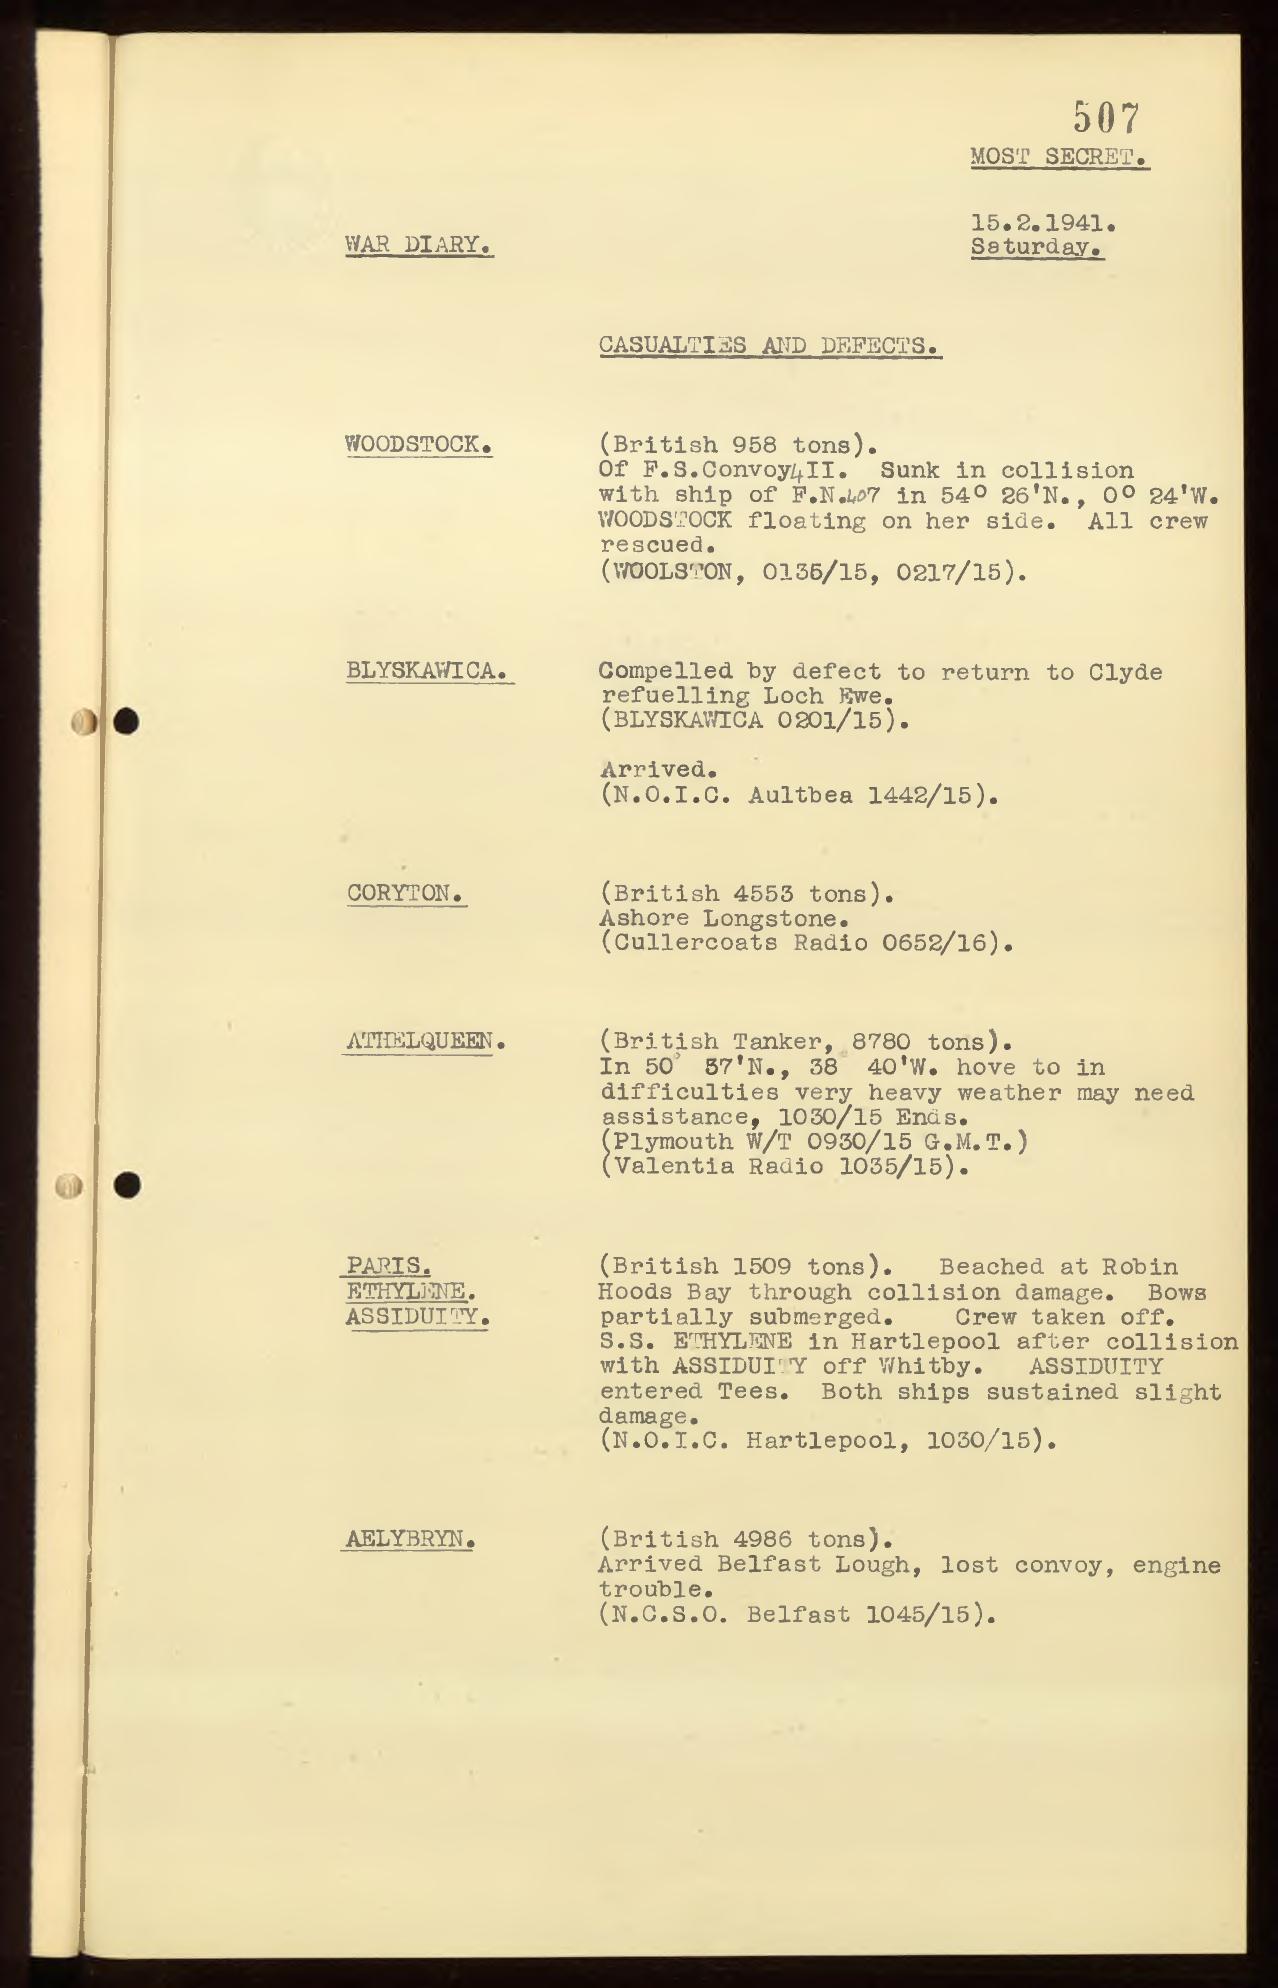 507
MOST SECRET.
15.2.1941.
WAR DIARY.
Saturday.
CASUALTIES AND DEFECTS.
WOODSTOCK.
(British 958 tons).
Of F.S.Convoy4II. Sunk in collision
with ship of F.N.407 in 54° 26'N., 0° 24'W.
WOODSTOCK floating on her side. All crew
rescued.
(WOOLSTON, 0135/15, 0217/15).
BLYSKAWICA.
Compelled by defect to return to Clyde
refuelling Loch Ewe.
(BLYSKAWICA 0201/15).
Arrived.
(N.O.I.C. Aultbea 1442/15).
CORYTON.
(British 4553 tons).
Ashore Longstone.
(Cullercoats Radio 0652/16).
ATHELQUEEN.
(British Tanker, 8780 tons).
In 50° 37'N., 38 40'W. hove to in
difficulties very heavy weather may need
assistance, 1030/15 Ends.
(Plymouth W/T 0930/15 G.M.T.)
(Valentia Radio 1035/15).
PARIS.
ETHYLENE.
ASSIDUITY.
(British 1509 tons). Beached at Robin
Hoods Bay through collision damage. Bows
partially submerged. Crew taken off.
S.S. ETHYLENE in Hartlepool after collision
with ASSIDUITY off Whitby. ASSIDUITY
entered Tees. Both ships sustained slight
damage.
(N.O.I.C. Hartlepool, 1030/15).
AELYBRYN.
(British 4986 tons).
Arrived Belfast Lough, lost convoy, engine
trouble.
(N.C.S.O. Belfast 1045/15).